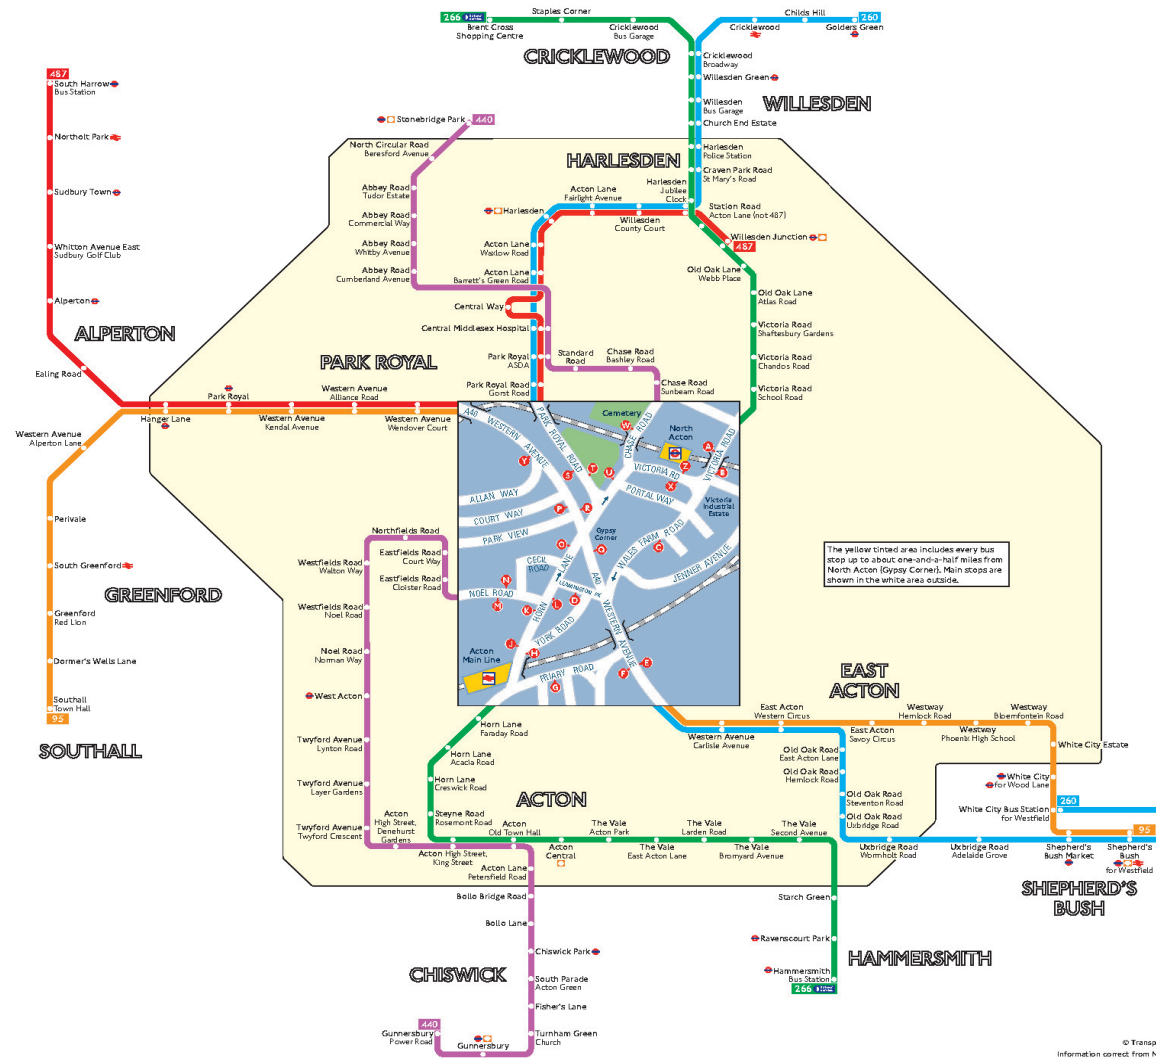 266
Staples Corner
Brent Cross
Shopping Centre
Cricklewood
Bus Garage
CRICKLEWOOD
Childs Hill
260
Cricklewood
Golders Green
Cricklewood
Broadway
Willesden Green
WILLESDEN
Willesden
Bus Garage
Church End Estate
Harlesden
Police Station
Craven Park Road
St Mary's Road
487
South Harrow
Bus Station
Northolt Park
Sudbury Town
Whitton Avenue East
Sudbury Golf Club
Alperton
ALPERTON
Ealing Road
Stonebridge Park
440
North Circular Road
Beresford Avenue
Abbey Road
Tudor Estate
Abbey Road
Commercial Way
Abbey Road
Whitby Avenue
Abbey Road
Cumberland Avenue
HARLESDEN
Harlesden
Jubilee
Clock
Acton Lane
Fairlight Avenue
Harlesden
Willesden
County Court
Station Road
Acton Lane (not 487)
Willesden Junction
487
Acton Lane
Waxlow Road
Acton Lane
Barrett's Green Road
Central Way
Central Middlesex Hospital
Park Royal
ASDA
Standard
Road
Chase Road
Bashley Road
Park Royal Road
Gorst Road
Chase Road
Sunbeam Road
Old Oak Lane
Webb Place
Old Oak Lane
Atlas Road
Victoria Road
Shaftesbury Gardens
Victoria Road
Chandos Road
Victoria Road
School Road
PARK ROYAL
Park Royal
Western Avenue
Alliance Road
Hanger Lane
Western Avenue
Kendal Avenue
Western Avenue
Wendover Court
Western Avenue
Alperton Lane
Perivale
South Greenford
GREENFORD
Greenford
Red Lion
Dormer's Wells Lane
Southall
Town Hall
95
SOUTHALL
A40
WESTERN AVENUE
PARK ROYAL ROAD
Cemetery
CHASE ROAD
W
North
Acton
A
B
VICTORIA ROAD
VICTORIA RD
Z
X
Y
S
T
U
PORTAL WAY
Victoria
Industrial
Estate
ALLAN WAY
COURT WAY
PARK VIEW
P
R
Gypsy
Corner
O
Q
CECIL
ROAD
HORN LANE
WALES FARM ROAD
C
JENNER AVENUE
A40
N
NOEL ROAD
M
K
L
D
YORK ROAD
WESTERN AVENUE
J
H
Acton
Main Line
FRIARY ROAD
G
F
E
The yellow tinted area includes every bus
stop up to about one-and-a-half miles from
North Acton (Gypsy Corner). Main stops are
shown in the white area outside.
Northfields Road
Eastfields Road
Court Way
Eastfields Road
Cloister Road
Westfields Road
Walton Way
Westfields Road
Noel Road
Noel Road
Norman Way
West Acton
Twyford Avenue
Lynton Road
Twyford Avenue
Layer Gardens
Twyford Avenue
Twyford Crescent
Acton
High Street,
Denehurst
Gardens
Acton High Street,
King Street
Horn Lane
Faraday Road
Horn Lane
Acacia Road
Horn Lane
Creswick Road
Steyne Road
Rosemont Road
ACTON
Acton
Old Town Hall
Acton
Central
The Vale
Acton Park
The Vale
East Acton Lane
The Vale
Larden Road
The Vale
Bromyard Avenue
The Vale
Second Avenue
EAST
ACTON
Western Avenue
Carlisle Avenue
East Acton
Western Circus
East Acton
Savoy Circus
Westway
Hemlock Road
Westway
Phoenix High School
Westway
Bloemfontein Road
White City Estate
White City
for Wood Lane
White City Bus Station
for Westfield
260
95
Old Oak Road
East Acton Lane
Old Oak Road
Hemlock Road
Old Oak Road
Steventon Road
Old Oak Road
Uxbridge Road
Uxbridge Road
Wormholt Road
Uxbridge Road
Adelaide Grove
Shepherd's
Bush Market
Shepherd's
Bush
for Westfield
SHEPHERD'S
BUSH
Acton Lane
Petersfield Road
Bollo Bridge Road
Bollo Lane
Chiswick Park
CHISWICK
South Parade
Acton Green
Fisher's Lane
Turnham Green
Church
440
Gunnersbury
Power Road
Gunnersbury
Starch Green
Ravenscourt Park
Hammersmith
Bus Station
266
HAMMERSMITH
© Transp
Information correct from N